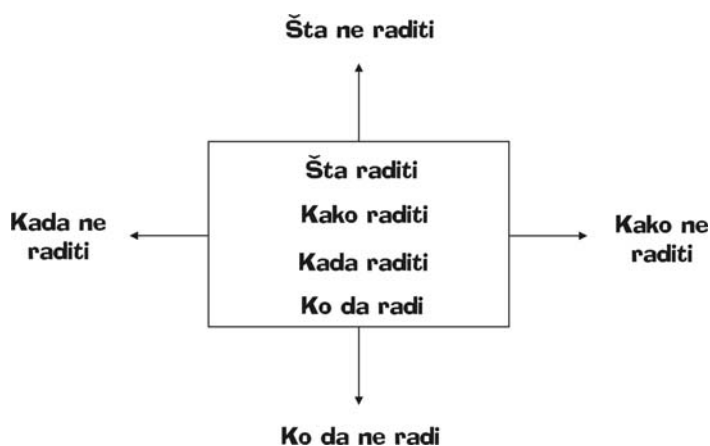 Šta ne raditi
Šta raditi
Kako raditi
Kada raditi
Ko da radi
Kada ne
raditi
Kako ne
raditi
Ko da ne radi